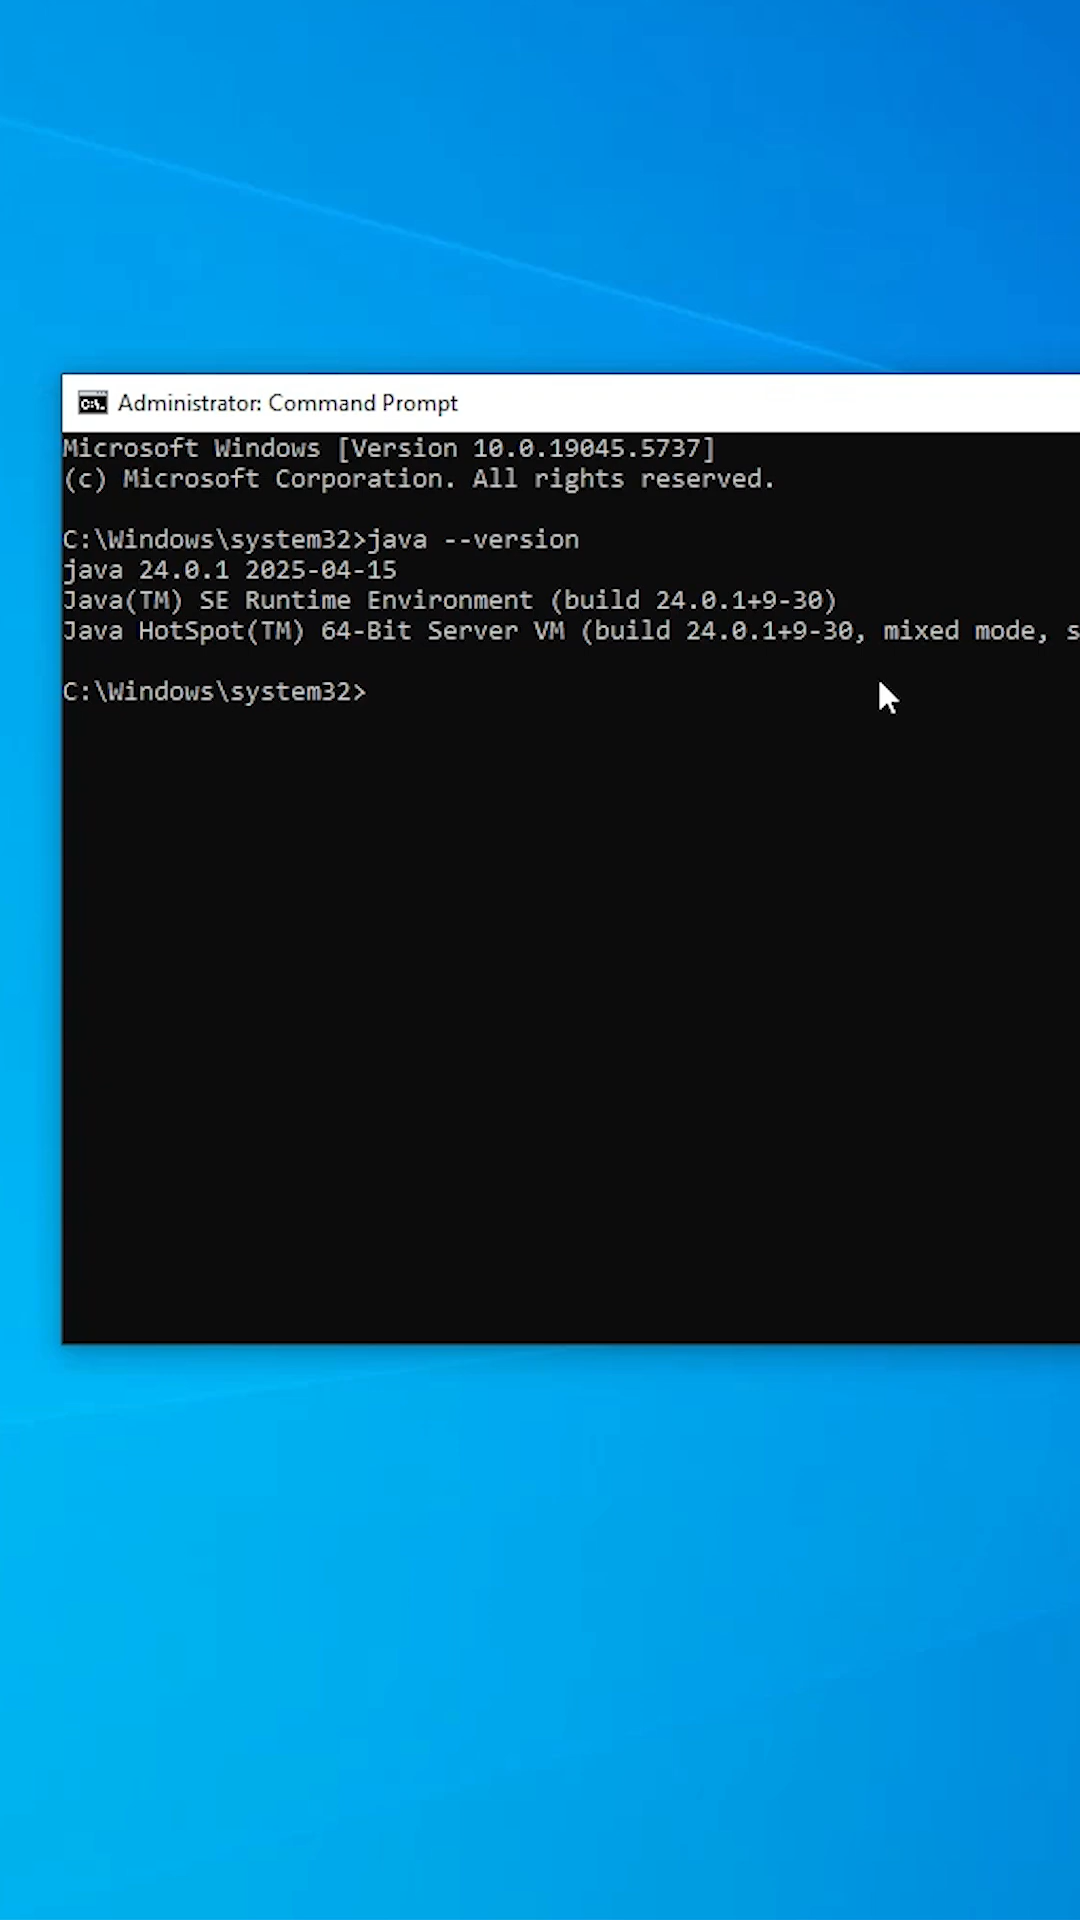 Administrator: Command Prompt
Microsoft Windows [Version 10.0.19045.5737]
(c) Microsoft Corporation. All rights reserved.
C:\Windows\system32>java --version
java 24.0.1 2025-04-15
Java(TM) SE Runtime Environment (build 24.0.1+9-30)
Java HotSpot(TM) 64-Bit Server VM (build 24.0.1+9-30, mixed mode, s
C:\Windows\system32>